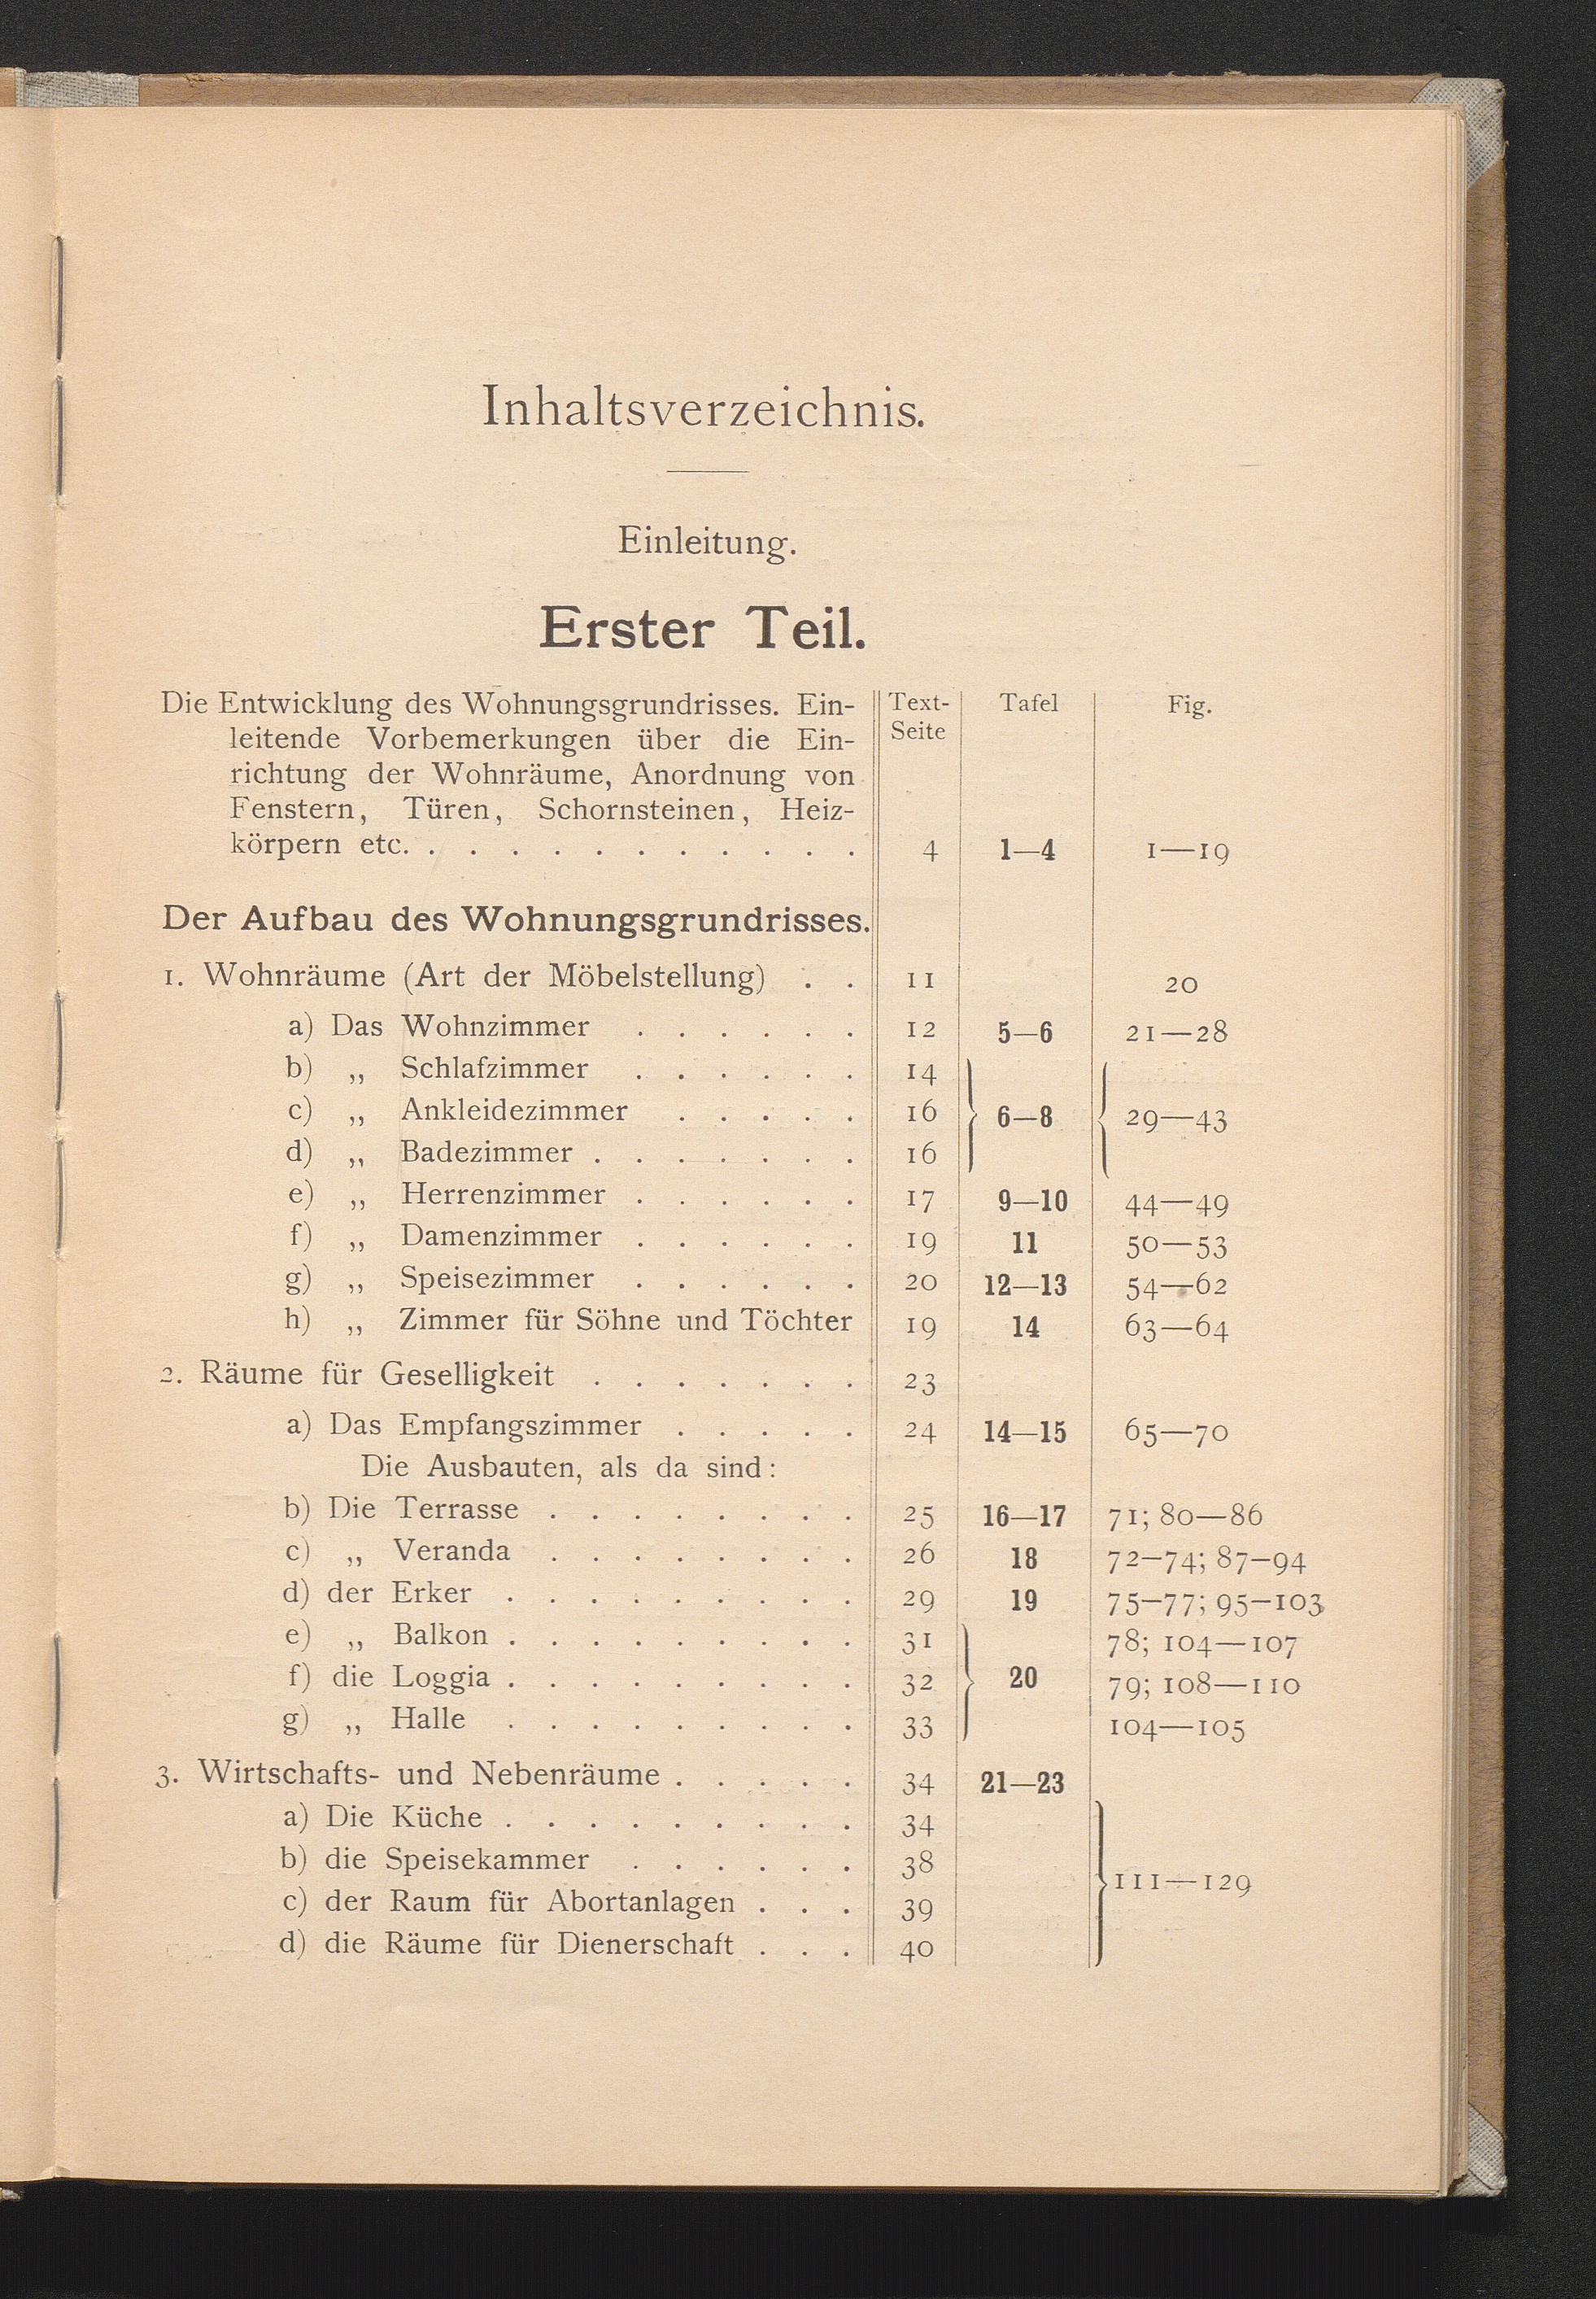 Inhaltsverzeichnis.
Einleitung.
Erster Teil.
Die Entwicklung des Wohnungsgrundrisses. Ein- Text- Tafel Fig.
leitende Vorbemerkungen über die Ein- Seite
richtung der Wohnräume, Anordnung von
Fenstern, Türen, Schornsteinen, Heiz-
körpern etc. . . . . . . . . . . . 4 1—4 1—19
Der Aufbau des Wohnungsgrundrisses.
1. Wohnräume (Art der Möbelstellung) . . 11 20
a) Das Wohnzimmer . . . . . . 12 5—6 21—28
b) „ Schlafzimmer . . . . . . 14
c) „ Ankleidezimmer . . . . . 16 6—8 29—43
d) „ Badezimmer . . . . . . . 16
e) „ Herrenzimmer . . . . . . 17 9—10 44—49
f) „ Damenzimmer . . . . . . 19 11 50—53
g) „ Speisezimmer . . . . . . 20 12—13 54—62
h) „ Zimmer für Söhne und Töchter 19 14 63—64
2. Räume für Geselligkeit . . . . . . . 23
a) Das Empfangszimmer . . . . . 24 14—15 65—70
Die Ausbauten, als da sind:
b) Die Terrasse . . . . . . . . 25 16—17 71; 80—86
c) „ Veranda . . . . . . . . 26 18 72—74; 87—94
d) der Erker . . . . . . . . . 29 19 75—77; 95—103
e) „ Balkon . . . . . . . . . 31 78; 104—107
f) die Loggia . . . . . . . . . 32 20 79; 108—110
g) „ Halle . . . . . . . . . 33 104—105
3. Wirtschafts- und Nebenräume . . . . . 34 21—23
a) Die Küche . . . . . . . . . 34
b) die Speisekammer . . . . . . 38
c) der Raum für Abortanlagen . . . 39 111—129
d) die Räume für Dienerschaft . . . 40